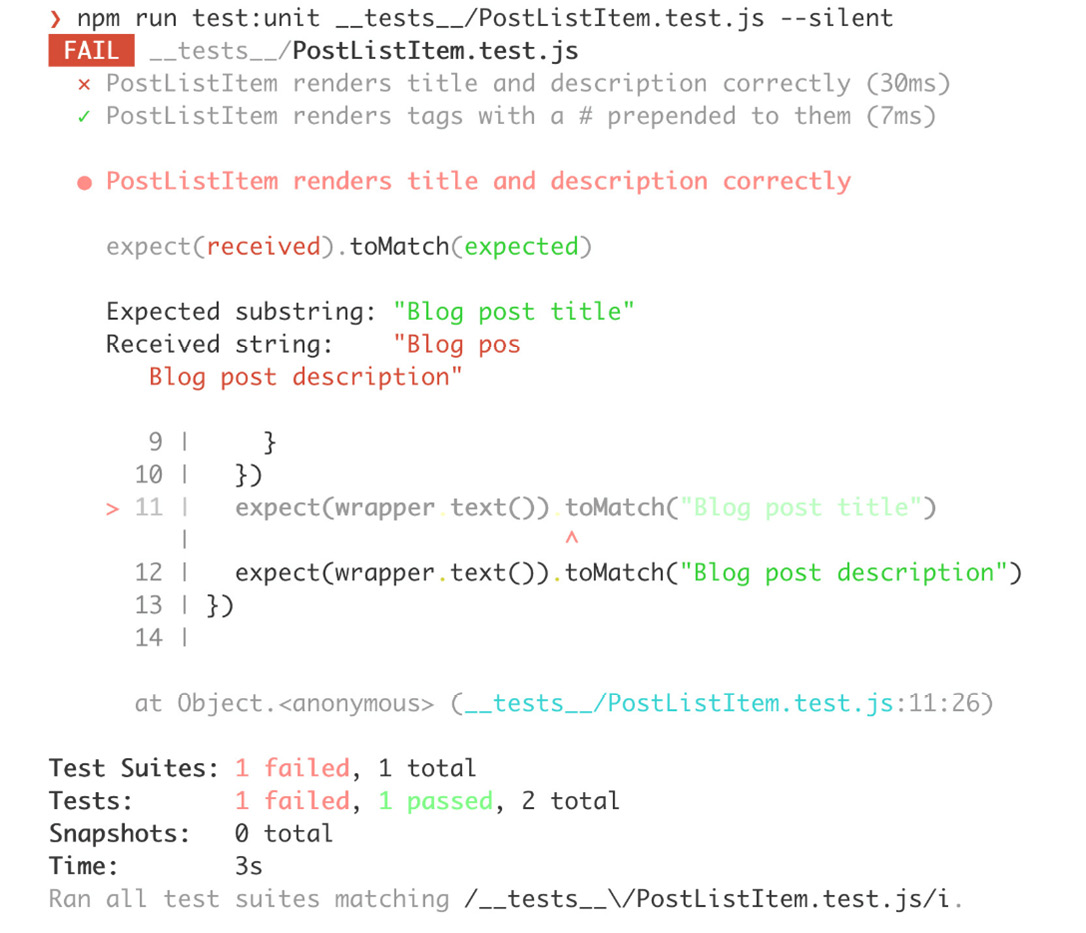 ❯ npm run test:unit __tests__/PostListItem.test.js --silent
FAIL __tests__/PostListItem.test.js
✕ PostListItem renders title and description correctly (30ms)
✓ PostListItem renders tags with a # prepended to them (7ms)
● PostListItem renders title and description correctly
expect(received).toMatch(expected)
Expected substring: "Blog post title"
Received string:    "Blog pos
Blog post description"
9 |     }
10 |   })
> 11 |   expect(wrapper.text()).toMatch("Blog post title")
|                          ^
12 |   expect(wrapper.text()).toMatch("Blog post description")
13 | })
14 |
at Object.<anonymous> (__tests__/PostListItem.test.js:11:26)
Test Suites: 1 failed, 1 total
Tests:       1 failed, 1 passed, 2 total
Snapshots:   0 total
Time:        3s
Ran all test suites matching /__tests__\/PostListItem.test.js/i.